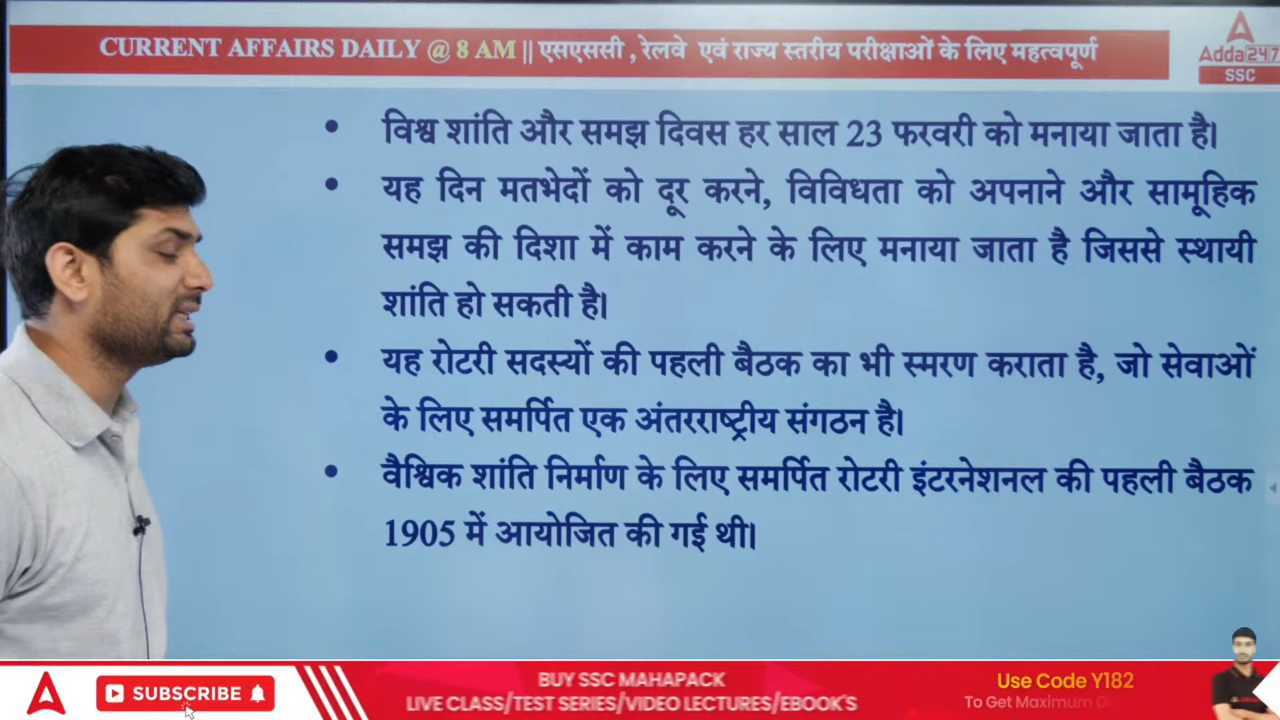 CURRENT AFFAIRS DAILY @ 8 AM || एसएससी , रेलवे एवं राज्य स्तरीय परीक्षाओं के लिए महत्वपूर्ण
Adda247
SSC
• विश्व शांति और समझ दिवस हर साल 23 फरवरी को मनाया जाता है।
• यह दिन मतभेदों को दूर करने, विविधता को अपनाने और सामूहिक
समझ की दिशा में काम करने के लिए मनाया जाता है जिससे स्थायी
शांति हो सकती है।
• यह रोटरी सदस्यों की पहली बैठक का भी स्मरण कराता है, जो सेवाओं
के लिए समर्पित एक अंतरराष्ट्रीय संगठन है।
• वैश्विक शांति निर्माण के लिए समर्पित रोटरी इंटरनेशनल की पहली बैठक
1905 में आयोजित की गई थी।
SUBSCRIBE
BUY SSC MAHAPACK
LIVE CLASS/TEST SERIES/VIDEO LECTURES/EBOOK'S
Use Code Y182
To Get Maximum